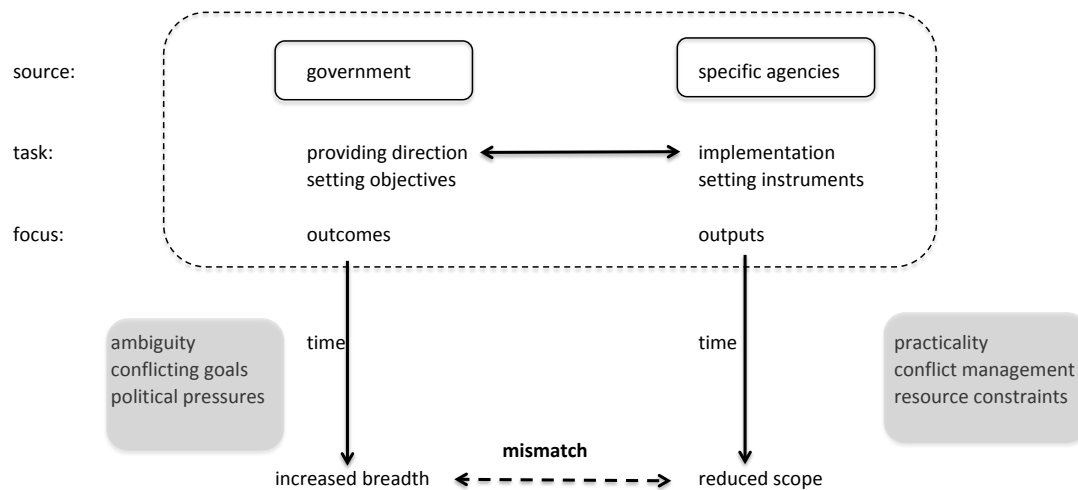 source:
government
specific agencies
task:
providing direction
setting objectives
implementation
setting instruments
focus:
outcomes
outputs
ambiguity
conflicting goals
political pressures
time
time
practicality
conflict management
resource constraints
mismatch
increased breadth
reduced scope